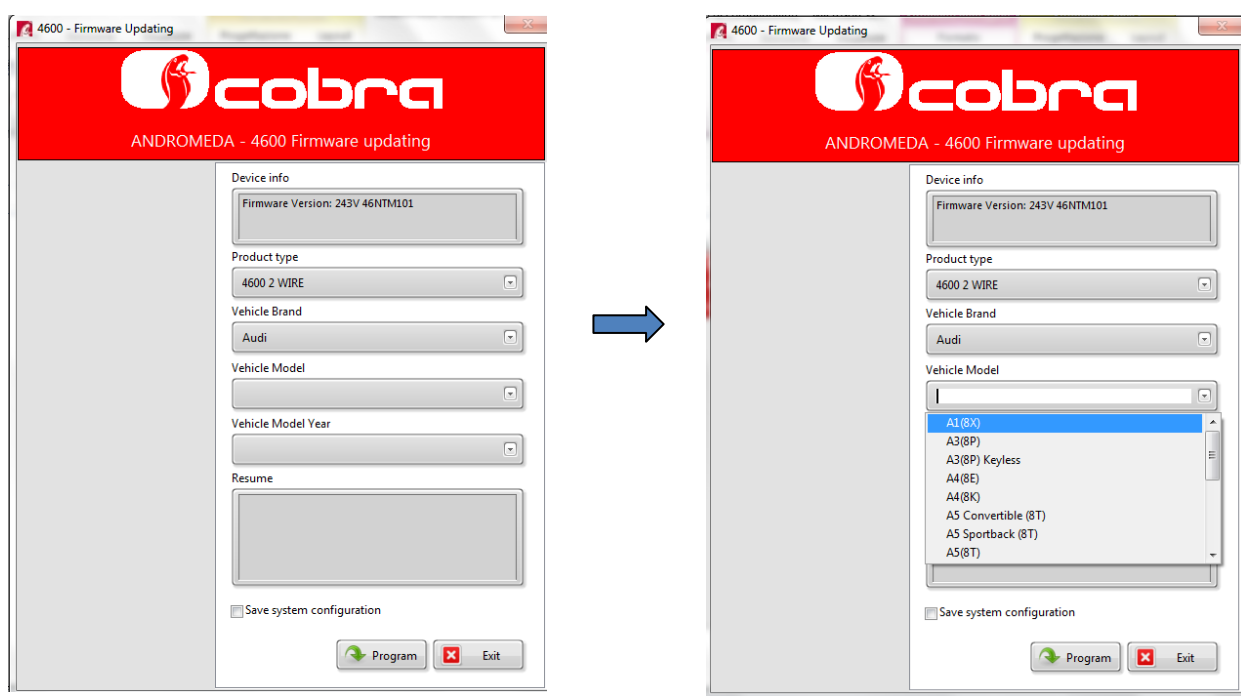 4600 - Firmware Updating
cobra
ANDROMEDA - 4600 Firmware updating
Device info
Firmware Version: 243V 46NTM101
Product type
4600 2 WIRE
Vehicle Brand
Audi
Vehicle Model
Vehicle Model Year
Resume
Save system configuration
Program
Exit
4600 - Firmware Updating
cobra
ANDROMEDA - 4600 Firmware updating
Device info
Firmware Version: 243V 46NTM101
Product type
4600 2 WIRE
Vehicle Brand
Audi
Vehicle Model
A1(8X)
A3(8P)
A3(8P) Keyless
A4(8E)
A4(8K)
A5 Convertible (8T)
A5 Sportback (8T)
A5(8T)
Save system configuration
Program
Exit